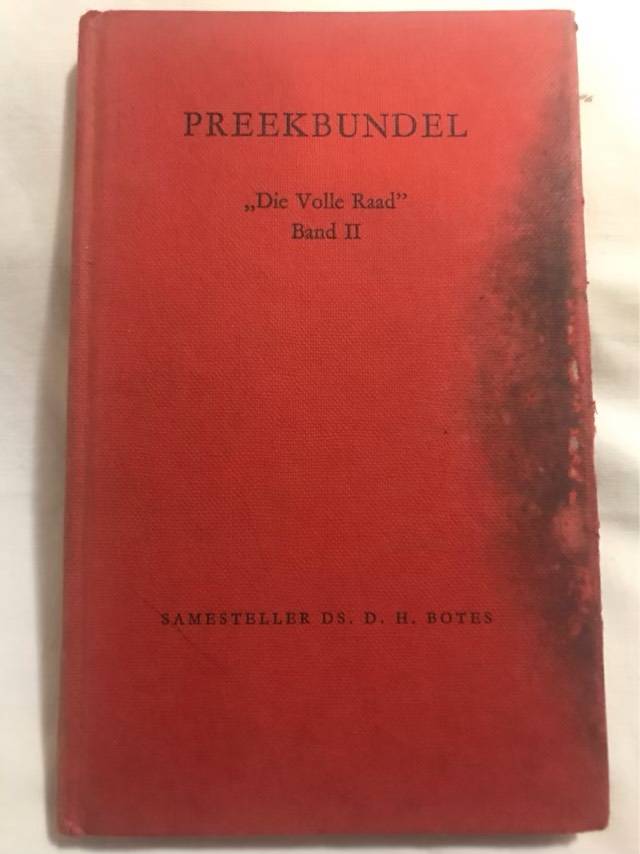 PREEKBUNDEL
„Die Volle Raad”
Band II
SAMESTELLER DS. D. H. BOTES